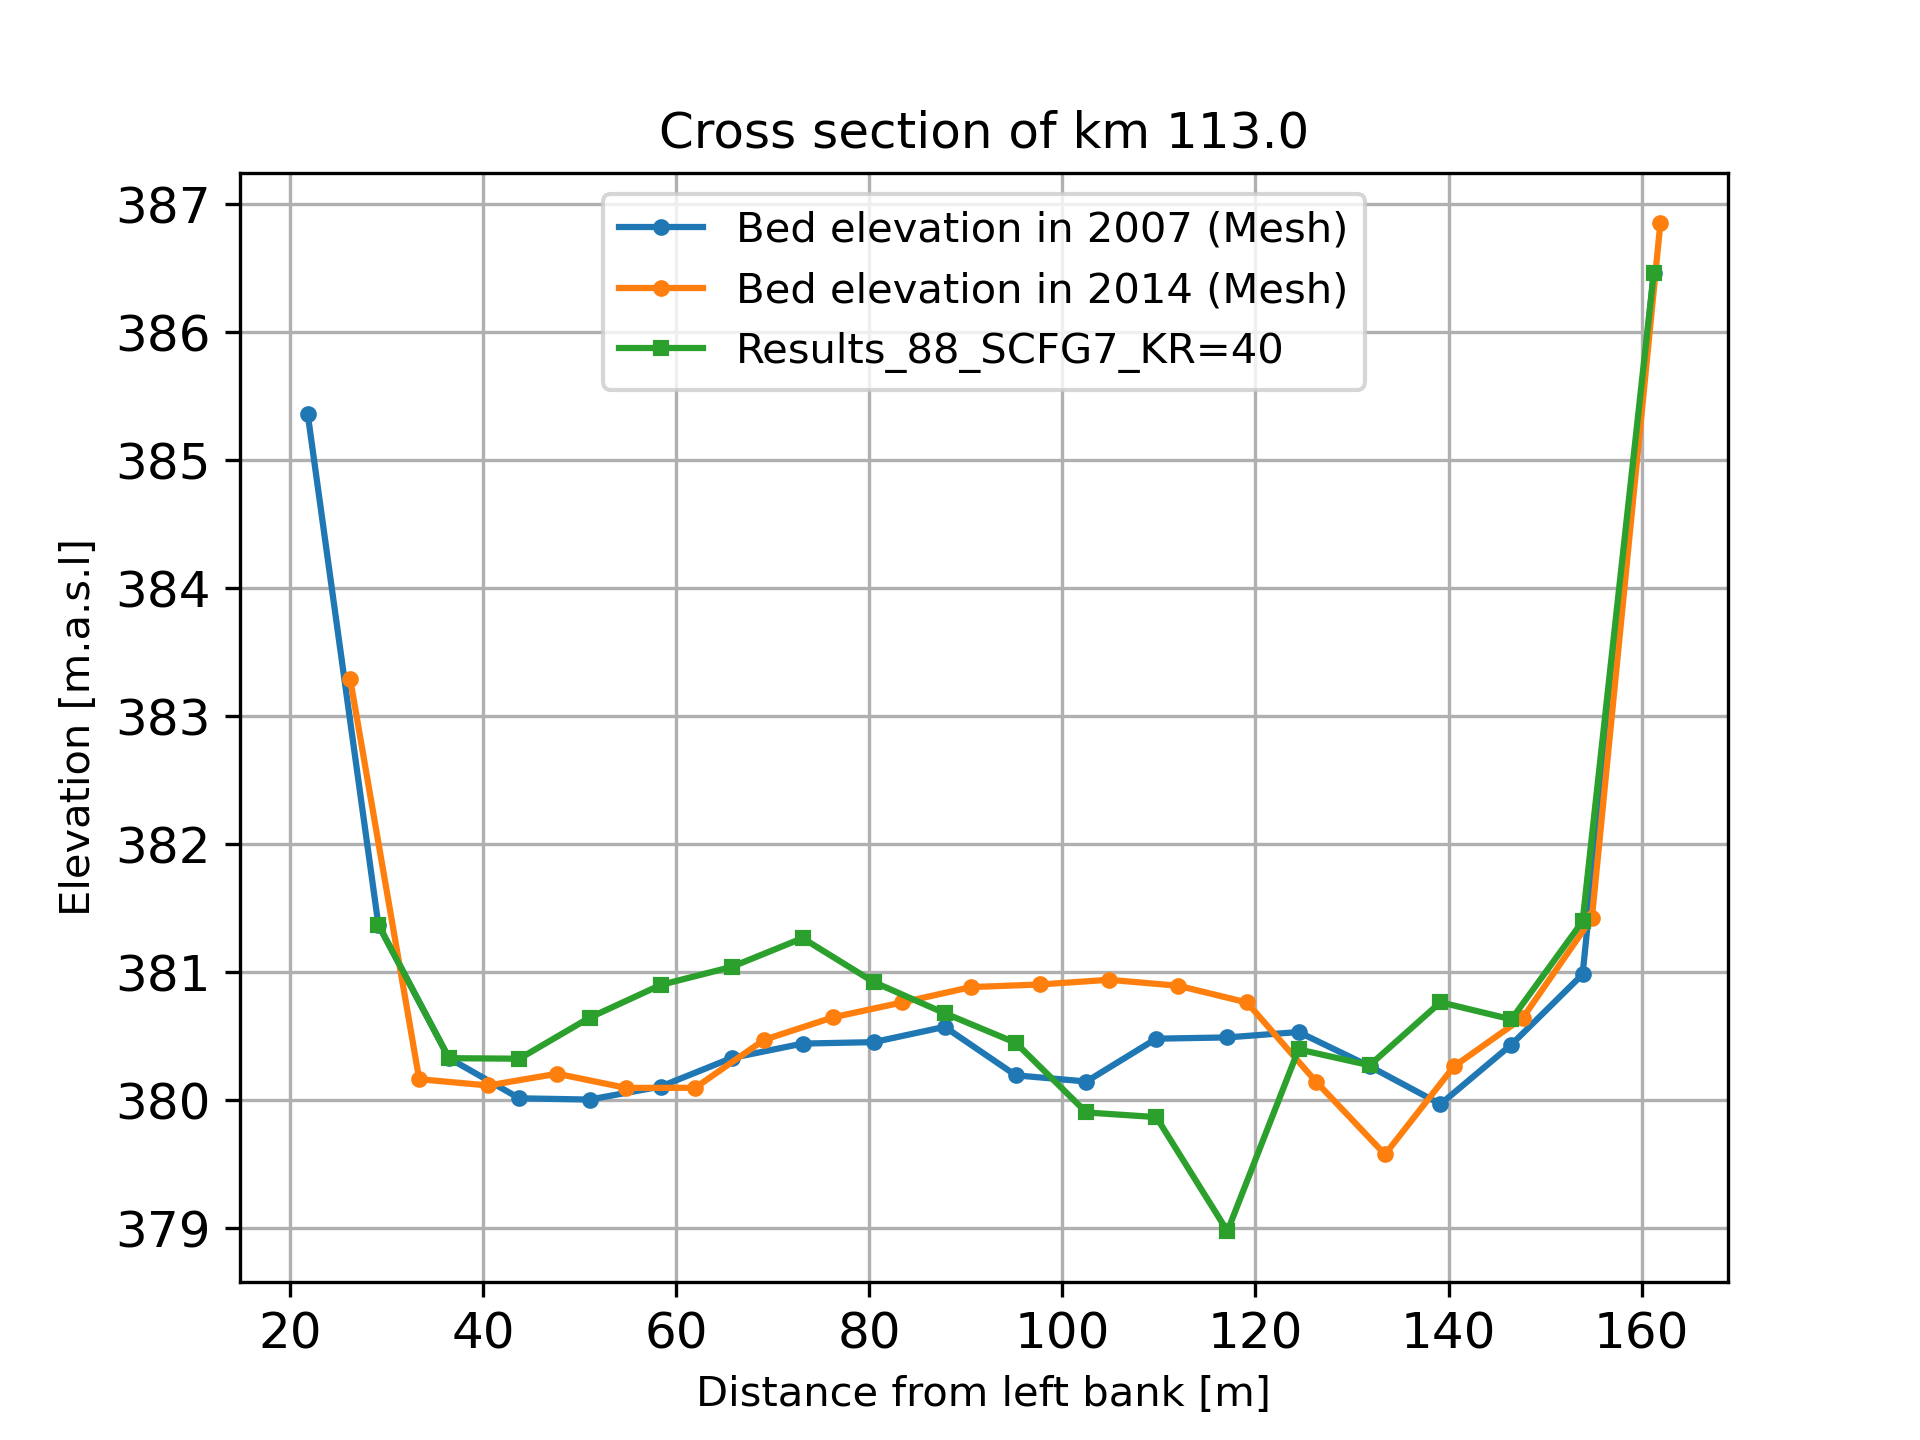 Cross section of km 113.0
387
386
385
384
383
382
381
380
379
Elevation [m.a.s.l]
Bed elevation in 2007 (Mesh)
Bed elevation in 2014 (Mesh)
Results_88_SCFG7_KR=40
20 40 60 80 100 120 140 160
Distance from left bank [m]